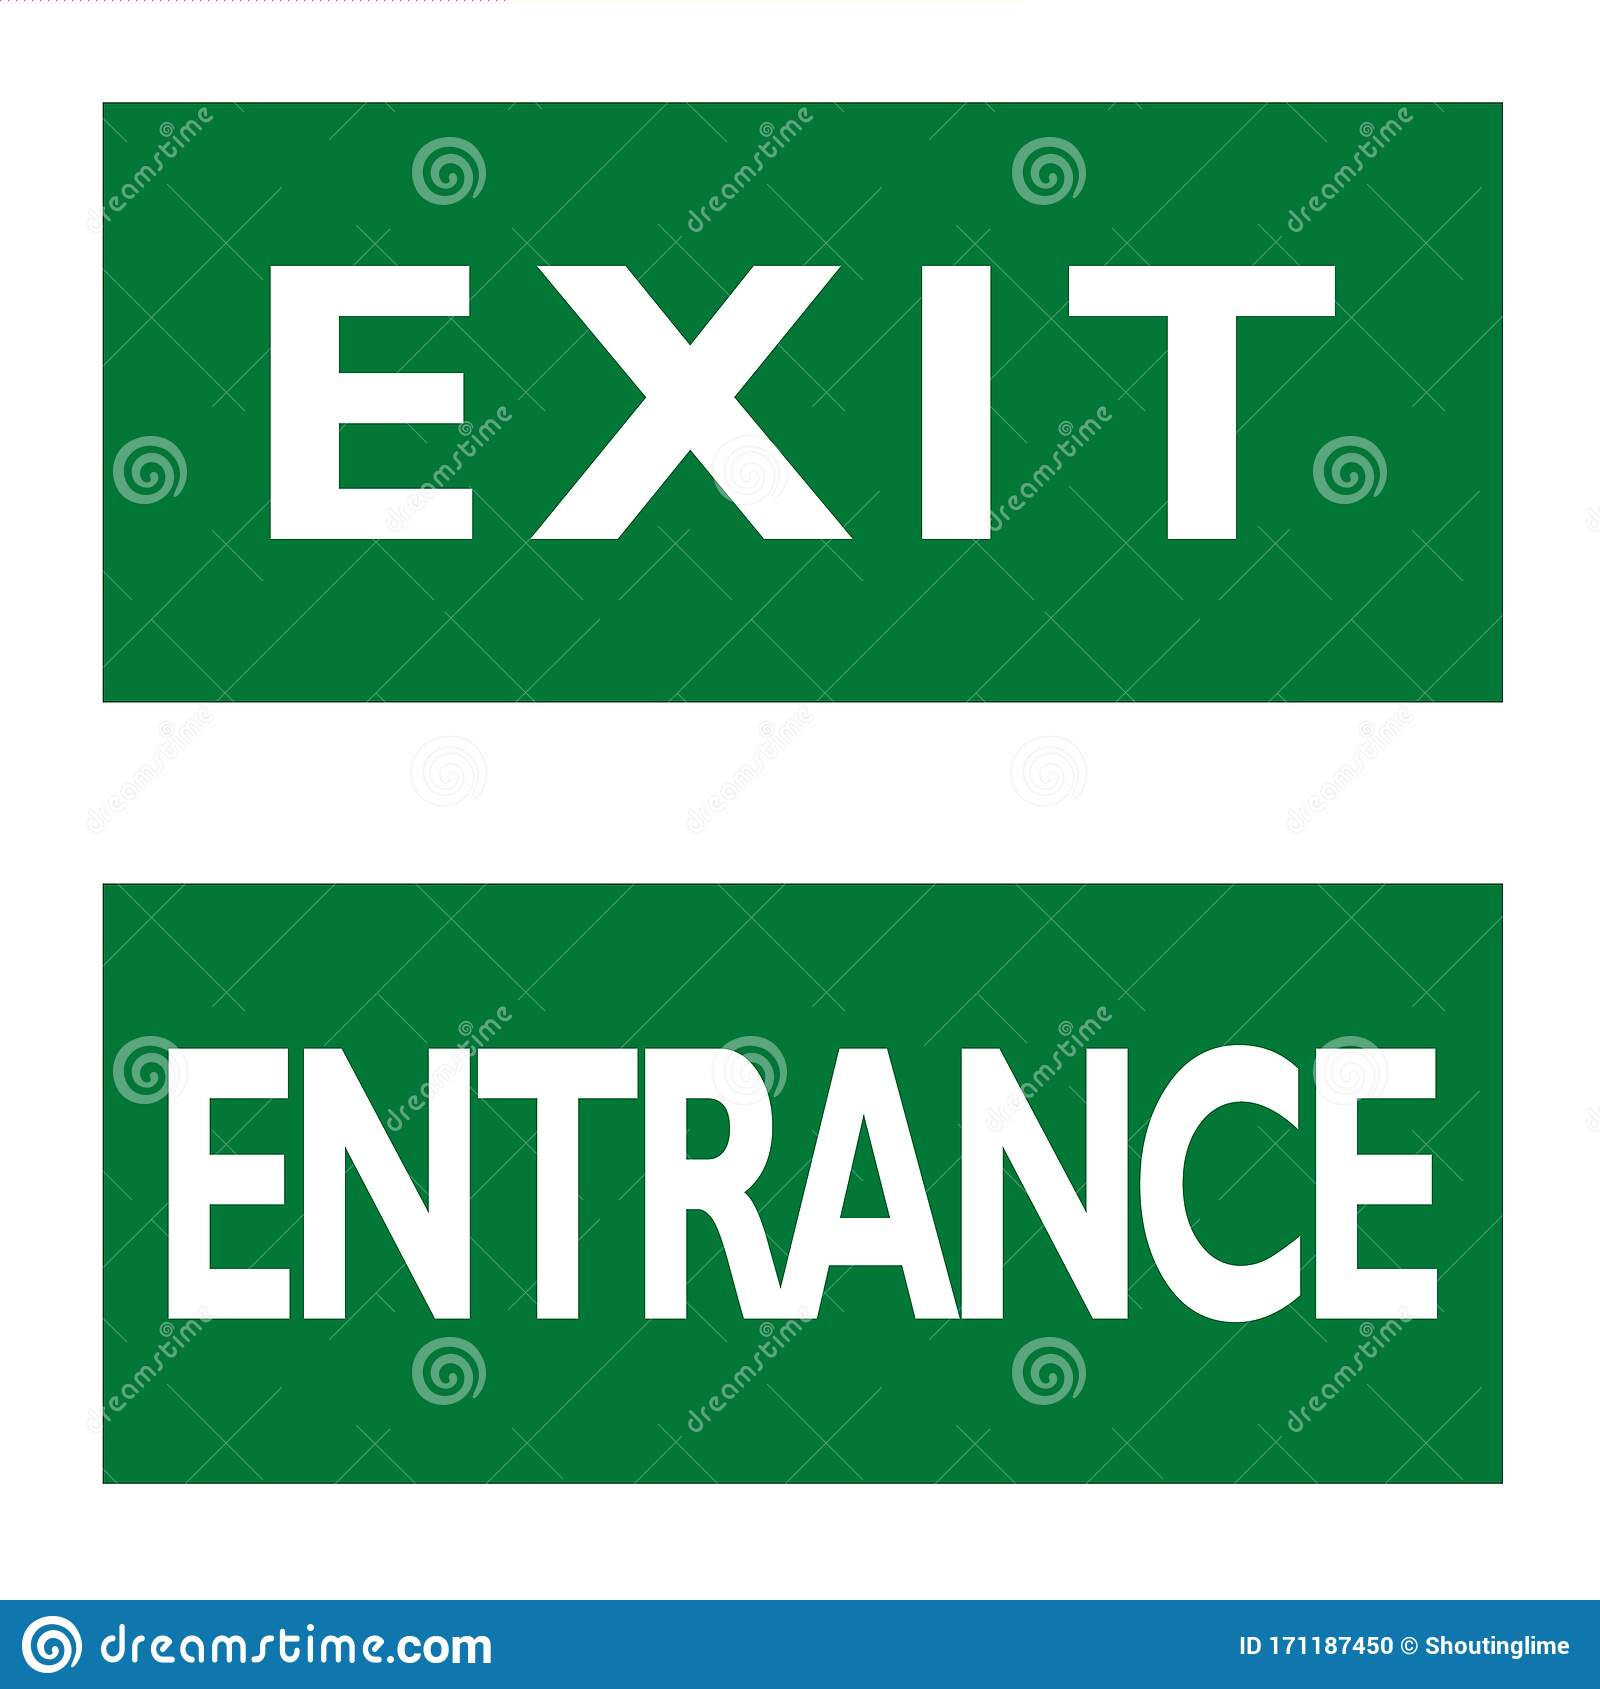 EXIT
ENTRANCE
dreamstime.com
ID 171187450 © Shoutinglime